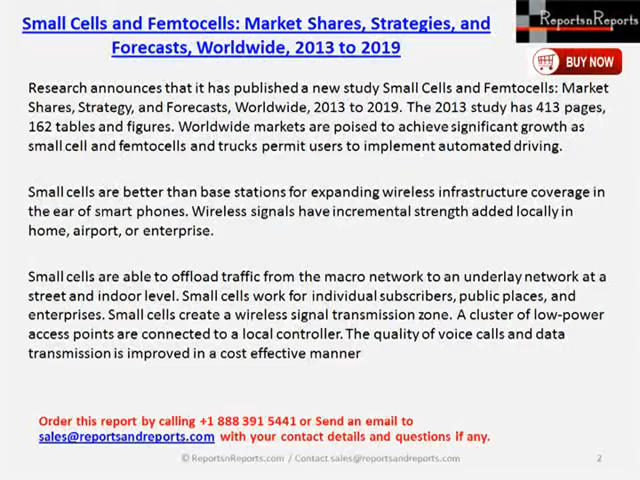 Small Cells and Femtocells: Market Shares, Strategies, and
Forecasts, Worldwide, 2013 to 2019
ReportsnReports
BUY NOW
Research announces that it has published a new study Small Cells and Femtocells: Market
Shares, Strategy, and Forecasts, Worldwide, 2013 to 2019. The 2013 study has 413 pages,
162 tables and figures. Worldwide markets are poised to achieve significant growth as
small cell and femtocells and trucks permit users to implement automated driving.
Small cells are better than base stations for expanding wireless infrastructure coverage in
the ear of smart phones. Wireless signals have incremental strength added locally in
home, airport, or enterprise.
Small cells are able to offload traffic from the macro network to an underlay network at a
street and indoor level. Small cells work for individual subscribers, public places, and
enterprises. Small cells create a wireless signal transmission zone. A cluster of low-power
access points are connected to a local controller. The quality of voice calls and data
transmission is improved in a cost effective manner
Order this report by calling +1 888 391 5441 or Send an email to
sales@reportsandreports.com with your contact details and questions if any.
© ReportsnReports.com / Contact sales@reportsandreports.com
2